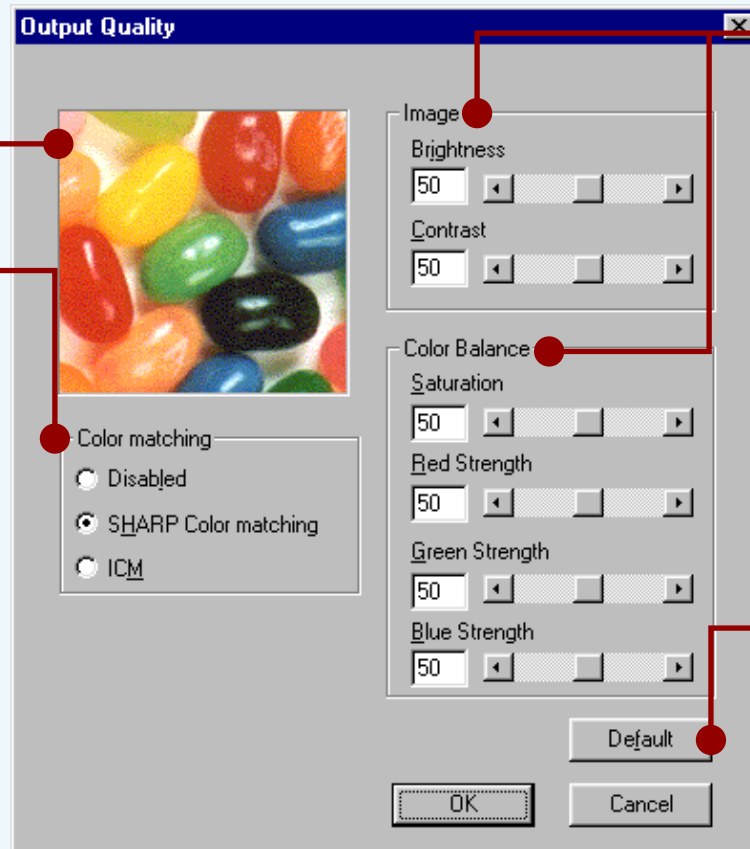 Output Quality
Image
Brightness
50
Contrast
50
Color Balance
Saturation
50
Red Strength
50
Green Strength
50
Blue Strength
50
Color matching
Disabled
SHARP Color matching
ICM
Default
OK
Cancel